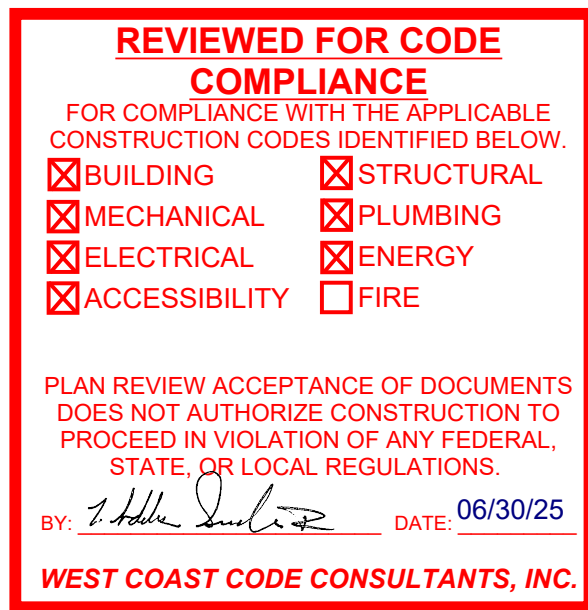 REVIEWED FOR CODE
COMPLIANCE
FOR COMPLIANCE WITH THE APPLICABLE
CONSTRUCTION CODES IDENTIFIED BELOW.
BUILDING STRUCTURAL
MECHANICAL PLUMBING
ELECTRICAL ENERGY
ACCESSIBILITY FIRE
PLAN REVIEW ACCEPTANCE OF DOCUMENTS
DOES NOT AUTHORIZE CONSTRUCTION TO
PROCEED IN VIOLATION OF ANY FEDERAL,
STATE, OR LOCAL REGULATIONS.
BY: DATE: 06/30/25
WEST COAST CODE CONSULTANTS, INC.